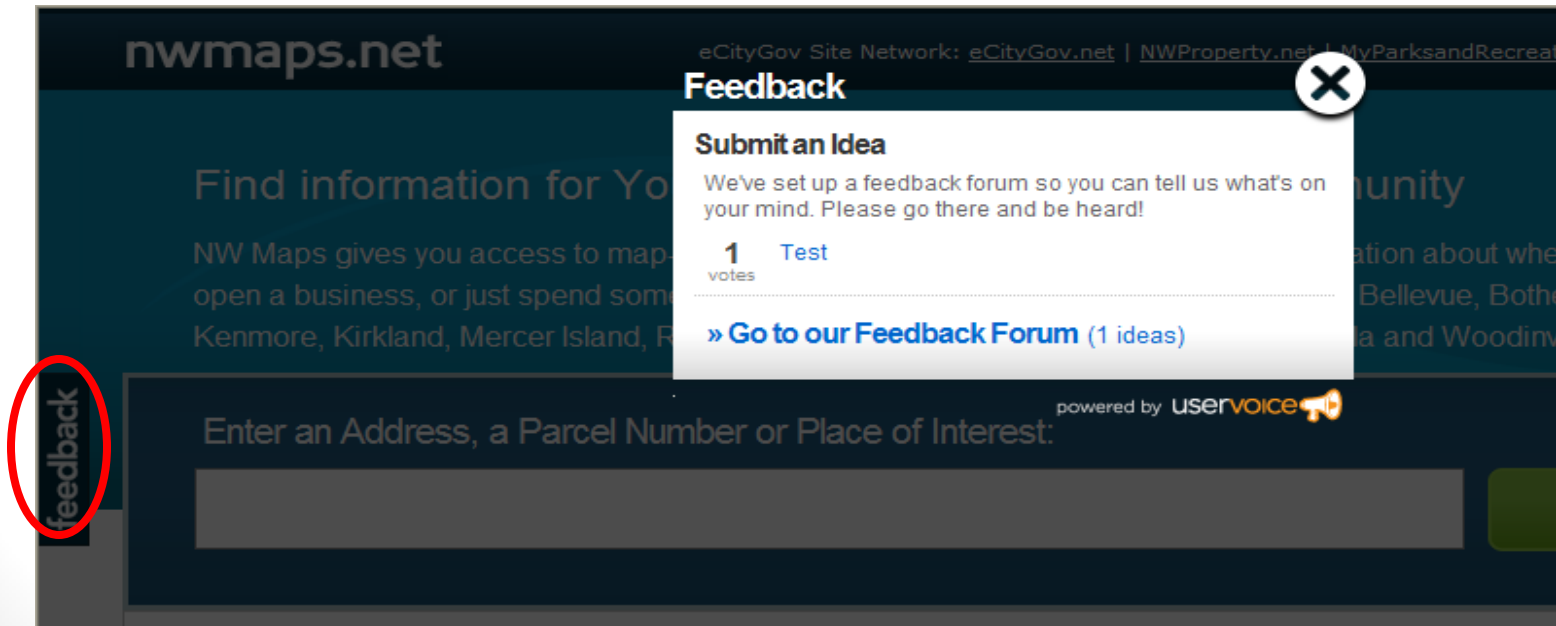 nwmaps.net
eCityGov Site Network: eCityGov.net | NWProperty.net | MyParksandRecreat
Feedback
Submit an Idea
We've set up a feedback forum so you can tell us what's on
your mind. Please go there and be heard!
1 Test
votes
» Go to our Feedback Forum (1 ideas)
powered by uservoice
Find information for Yo unity
NW Maps gives you access to map- ation about whe
open a business, or just spend some Bellevue, Bothe
Kenmore, Kirkland, Mercer Island, R la and Woodinv
feedback
Enter an Address, a Parcel Number or Place of Interest: